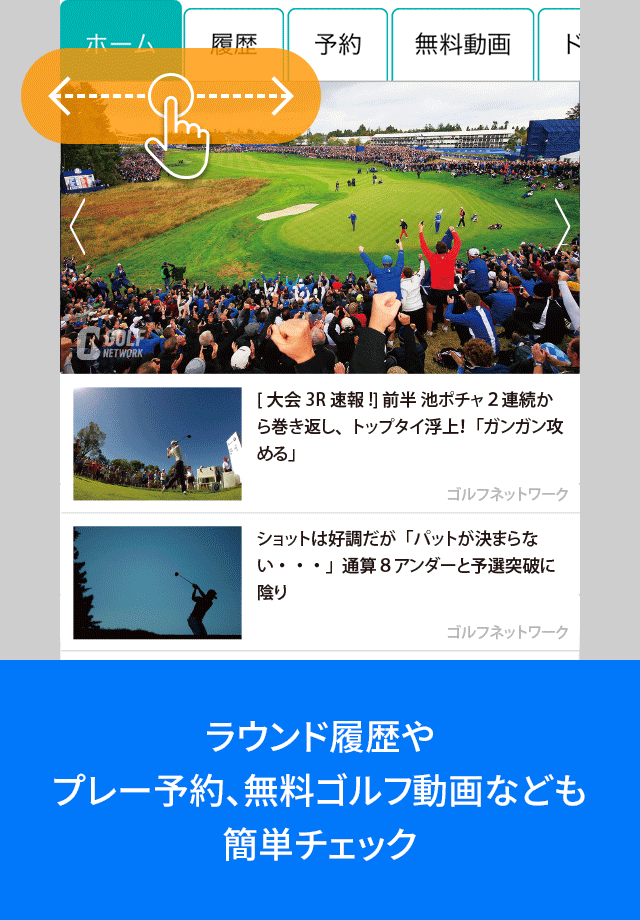 ホーム 履歴 予約 無料動画 ド
GOLF
NETWORK
[ 大会 3R 速報 !] 前半 池ポチャ２連続か
ら巻き返し、トップタイ浮上!「ガンガン攻
める」
ゴルフネットワーク
ショットは好調だが「パットが決まらな
い・・・」通算８アンダーと予選突破に
陰り
ゴルフネットワーク
ラウンド履歴や
プレー予約、無料ゴルフ動画なども
簡単チェック